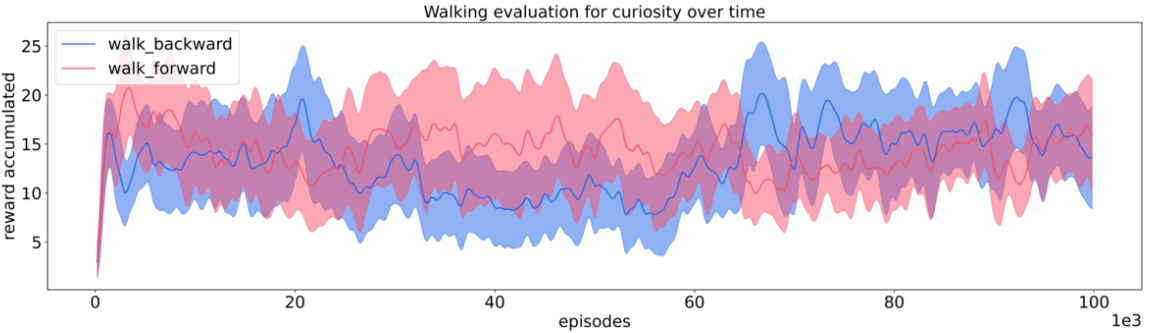 Walking evaluation for curiosity over time
reward accumulated
25
20
15
10
5
walk_backward
walk_forward
0
20
40
60
80
100
1e3
episodes